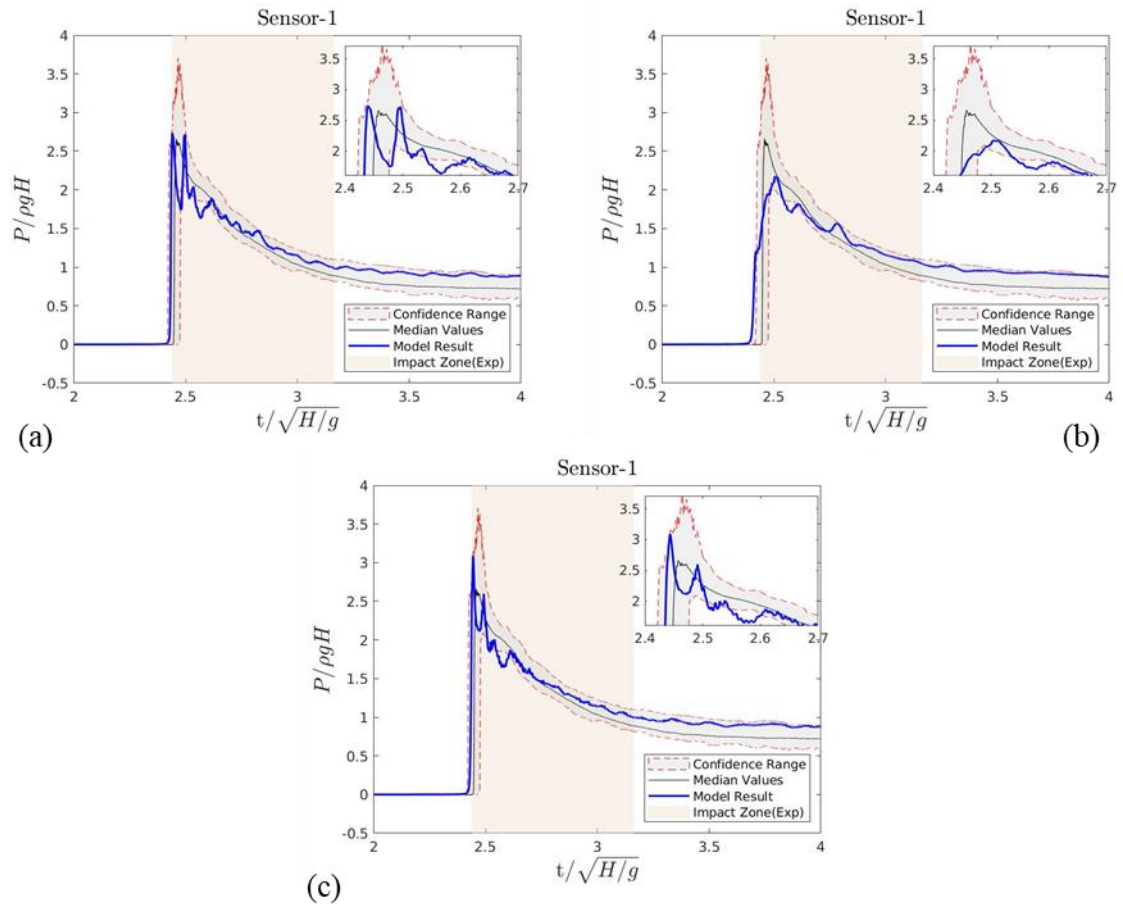 Sensor-1
4
3.5
3
2.5
2
1.5
1
0.5
0
-0.5
P/ρgH
2 2.5 3 3.5 4
t/√H/g
3.5
3
2.5
2
2.4 2.5 2.6 2.7
Confidence Range
Median Values
Model Result
Impact Zone(Exp)
(a)
Sensor-1
4
3.5
3
2.5
2
1.5
1
0.5
0
-0.5
P/ρgH
2 2.5 3 3.5 4
t/√H/g
3.5
3
2.5
2
2.4 2.5 2.6 2.7
Confidence Range
Median Values
Model Result
Impact Zone(Exp)
(b)
Sensor-1
4
3.5
3
2.5
2
1.5
1
0.5
0
-0.5
P/ρgH
2 2.5 3 3.5 4
t/√H/g
3.5
3
2.5
2
2.4 2.5 2.6 2.7
Confidence Range
Median Values
Model Result
Impact Zone(Exp)
(c)